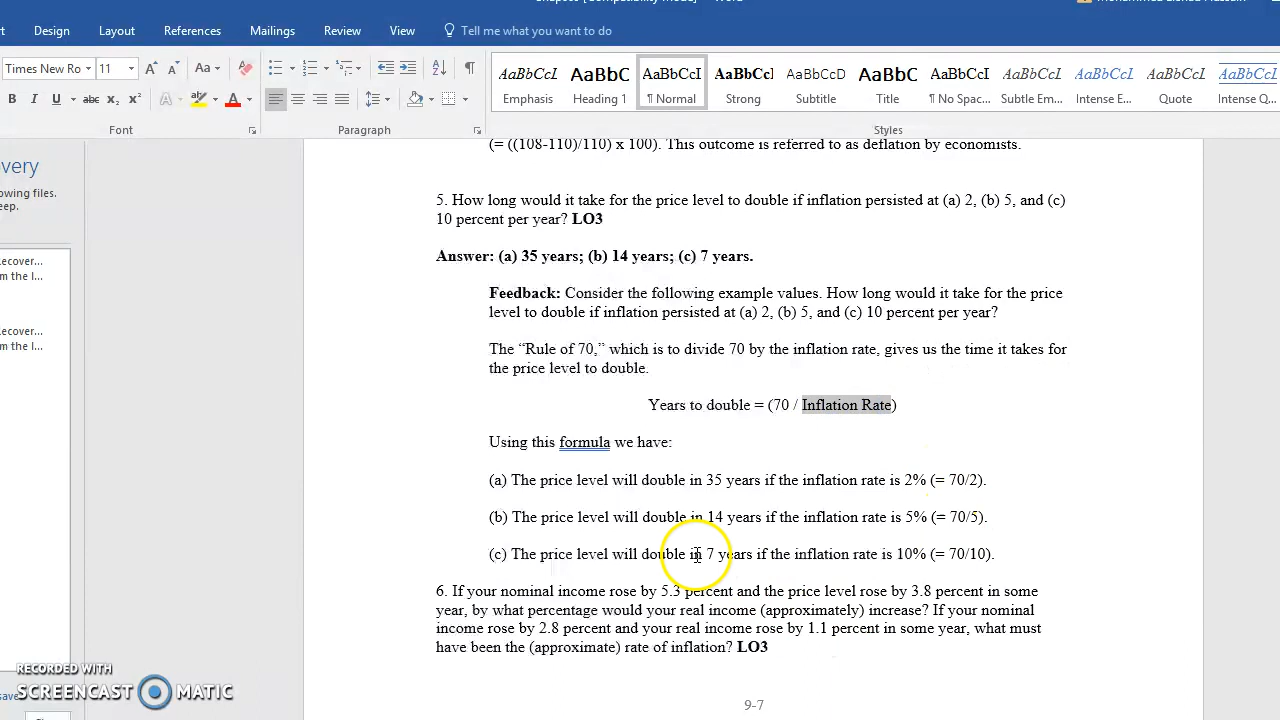 Design Layout References Mailings Review View Tell me what you want to do
Times New Ro 11 Aa
I U abc x₂ x² A A
Font Paragraph Styles
AaBbCcI AaBbC AaBbCcI AaBbCcI AaBbCcD AaBbC AaBbCcI AaBbCcI AaBbCcI AaBbCcI AaBbCcI
Emphasis Heading 1 ¶ Normal Strong Subtitle Title ¶ No Spac... Subtle Em... Intense E... Quote Intense Q...
very
owing files.
eep.
Recover...
m the l...
Recover...
m the l...
(= ((108-110)/110) x 100). This outcome is referred to as deflation by economists.
5. How long would it take for the price level to double if inflation persisted at (a) 2, (b) 5, and (c)
10 percent per year? LO3
Answer: (a) 35 years; (b) 14 years; (c) 7 years.
Feedback: Consider the following example values. How long would it take for the price
level to double if inflation persisted at (a) 2, (b) 5, and (c) 10 percent per year?
The “Rule of 70,” which is to divide 70 by the inflation rate, gives us the time it takes for
the price level to double.
Years to double = (70 / Inflation Rate)
Using this formula we have:
(a) The price level will double in 35 years if the inflation rate is 2% (= 70/2).
(b) The price level will double in 14 years if the inflation rate is 5% (= 70/5).
(c) The price level will double in 7 years if the inflation rate is 10% (= 70/10).
6. If your nominal income rose by 5.3 percent and the price level rose by 3.8 percent in some
year, by what percentage would your real income (approximately) increase? If your nominal
income rose by 2.8 percent and your real income rose by 1.1 percent in some year, what must
have been the (approximate) rate of inflation? LO3
9-7
RECORDED WITH
SCREENCAST MATIC